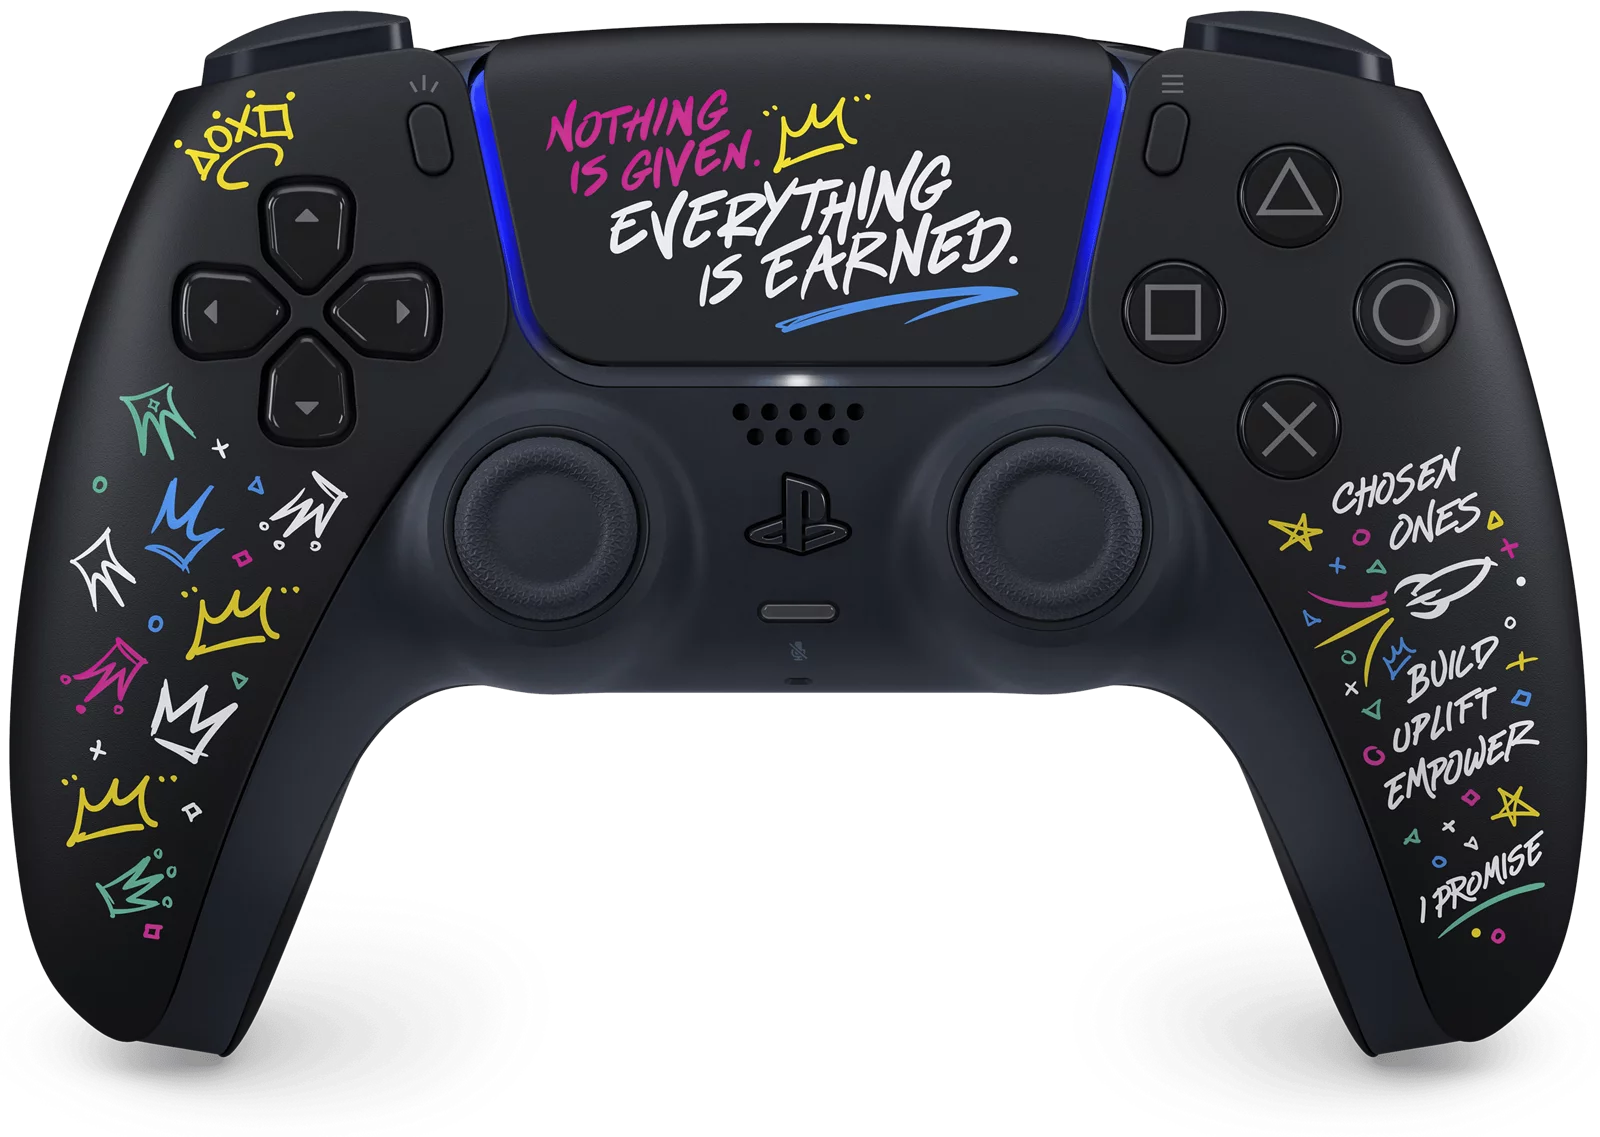 NOTHING
IS GIVEN.
EVERYTHING
IS EARNED.
CHOSEN
ONES
BUILD
UPLIFT
EMPOWER
I PROMISE